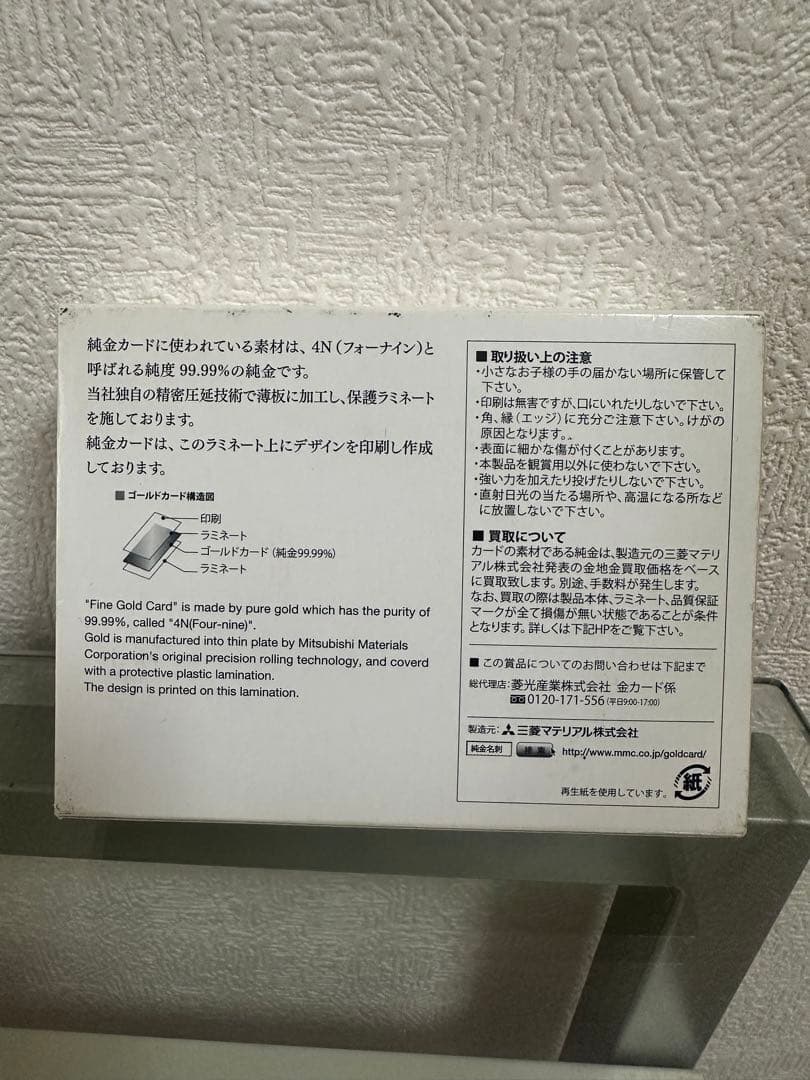 純金カードに使われている素材は、4N(フォーナイン)と
呼ばれる純度 99.99%の純金です。
当社独自の精密圧延技術で薄板に加工し、保護ラミネート
を施しております。
純金カードは、このラミネート上にデザインを印刷し作成
しております。
■ ゴールドカード構造図
印刷
ラミネート
ゴールドカード (純金99.99%)
ラミネート
"Fine Gold Card" is made by pure gold which has the purity of
99.99%, called "4N(Four-nine)".
Gold is manufactured into thin plate by Mitsubishi Materials
Corporation's original precision rolling technology, and coverd
with a protective plastic lamination.
The design is printed on this lamination.
■ 取り扱い上の注意
・小さなお子様の手の届かない場所に保管して
下さい。
・印刷は無害ですが、口にいれたりしないで下さい。
・角、縁(エッジ)に充分ご注意下さい。けがの
原因となります。。
・表面に細かな傷が付くことがあります。
・本製品を観賞用以外に使わないで下さい。
・強い力を加えたり投げたりしないで下さい。
・直射日光の当たる場所や、高温になる所など
に放置しないで下さい。
■ 買取について
カードの素材である純金は、製造元の三菱マテリ
アル株式会社発表の金地金買取価格をベース
に買取致します。別途、手数料が発生します。
なお、買取の際は製品本体、ラミネート、品質保証
マークが全て損傷が無い状態であることが条件
となります。詳しくは下記HPをご覧下さい。
■ この賞品についてのお問い合わせは下記まで
総代理店: 菱光産業株式会社 金カード係
0120-171-556 (平日9:00-17:00)
製造元: 三菱マテリアル株式会社
純金名刺 検索 http://www.mmc.co.jp/goldcard/
再生紙を使用しています。 紙